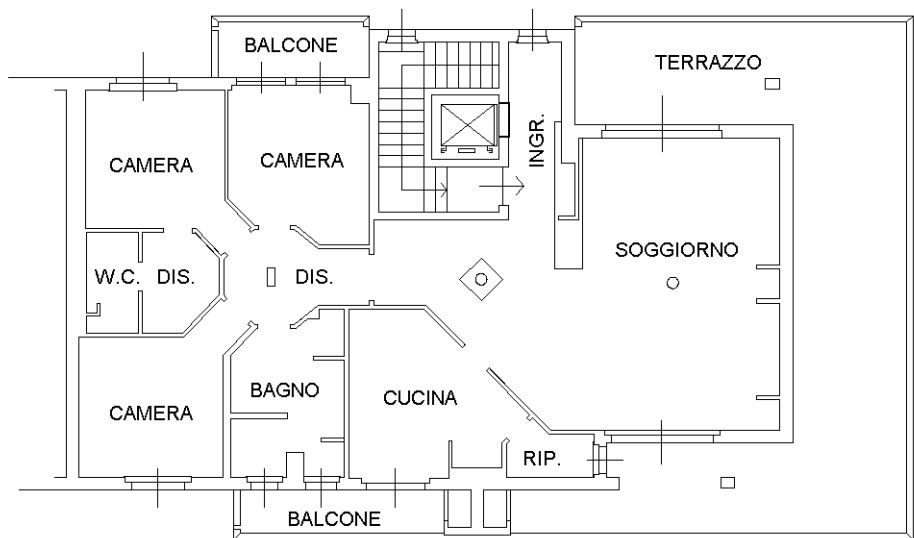 BALCONE
TERRAZZO
INGR.
CAMERA
CAMERA
SOGGIORNO
W.C.
DIS.
DIS.
BAGNO
CUCINA
CAMERA
RIP.
BALCONE